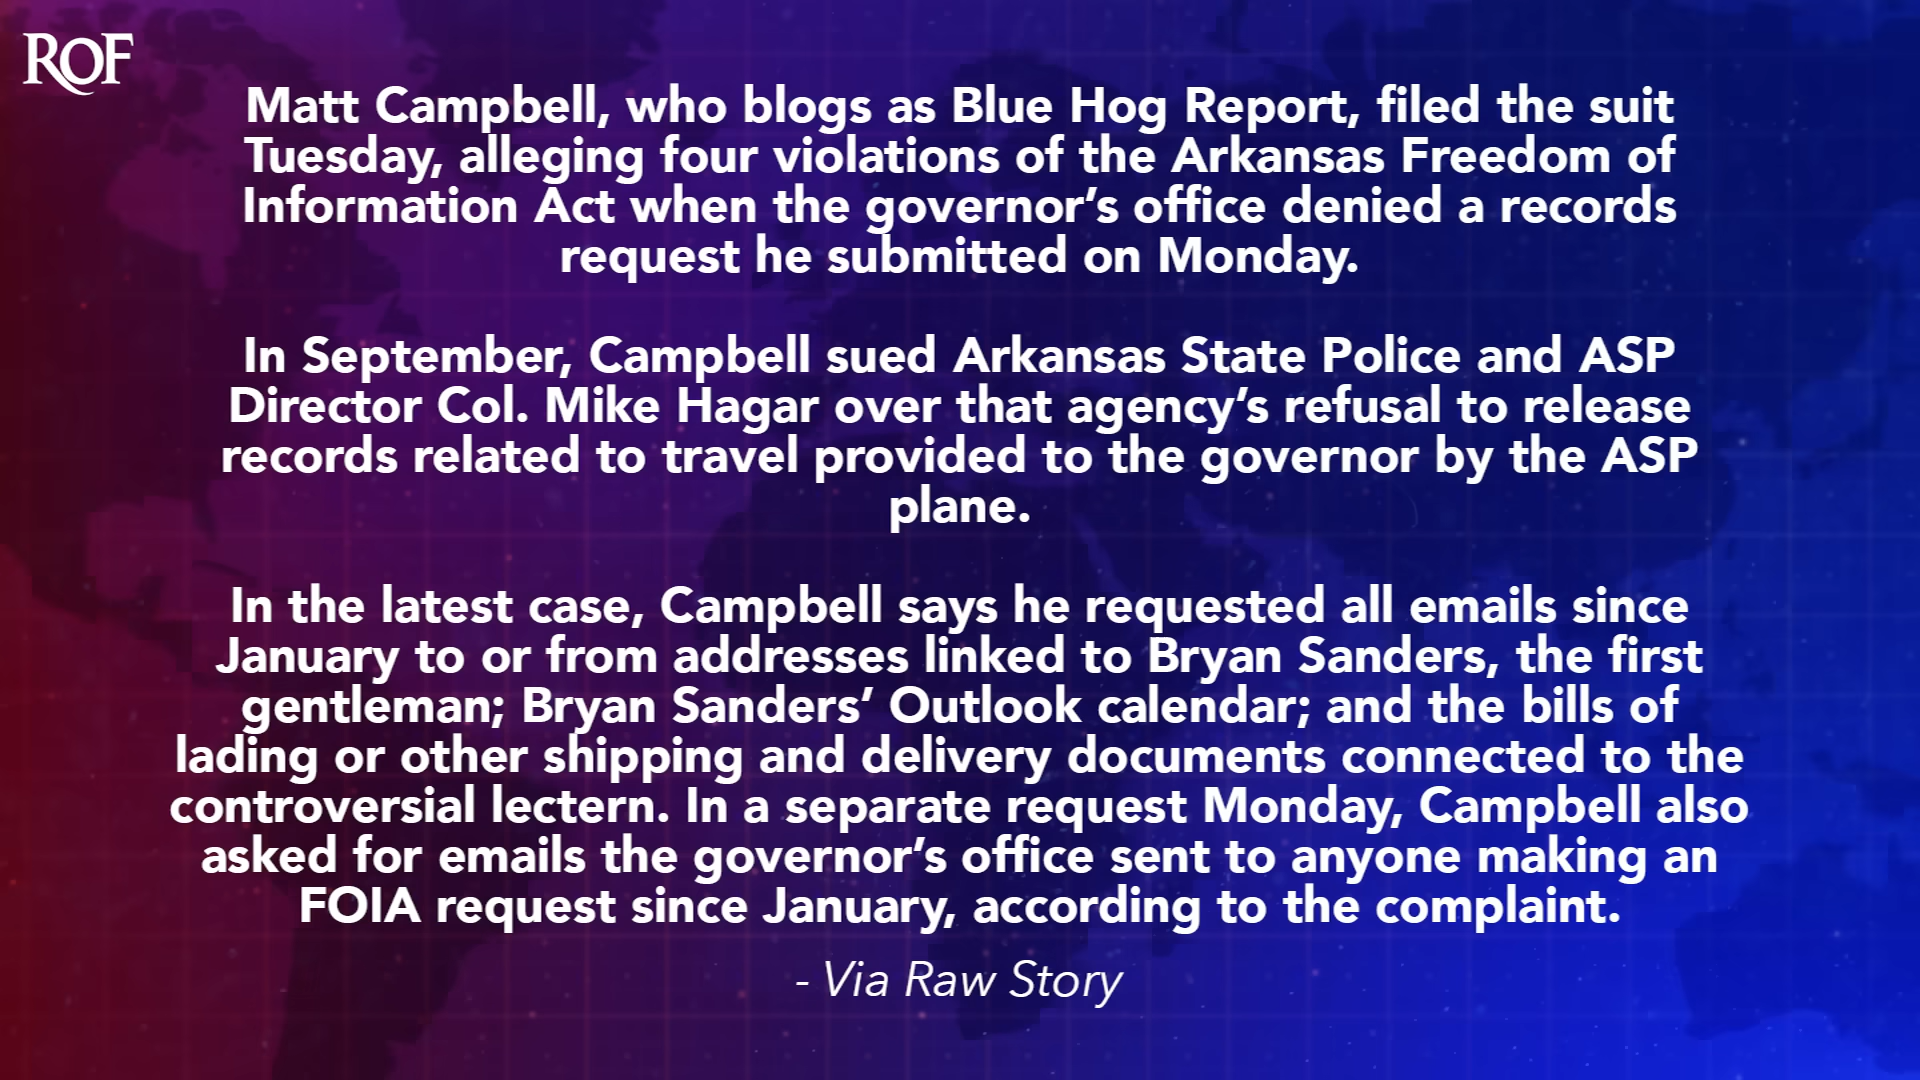 ROF
Matt Campbell, who blogs as Blue Hog Report, filed the suit
Tuesday, alleging four violations of the Arkansas Freedom of
Information Act when the governor’s office denied a records
request he submitted on Monday.
In September, Campbell sued Arkansas State Police and ASP
Director Col. Mike Hagar over that agency’s refusal to release
records related to travel provided to the governor by the ASP
plane.
In the latest case, Campbell says he requested all emails since
January to or from addresses linked to Bryan Sanders, the first
gentleman; Bryan Sanders’ Outlook calendar; and the bills of
lading or other shipping and delivery documents connected to the
controversial lectern. In a separate request Monday, Campbell also
asked for emails the governor’s office sent to anyone making an
FOIA request since January, according to the complaint.
- Via Raw Story